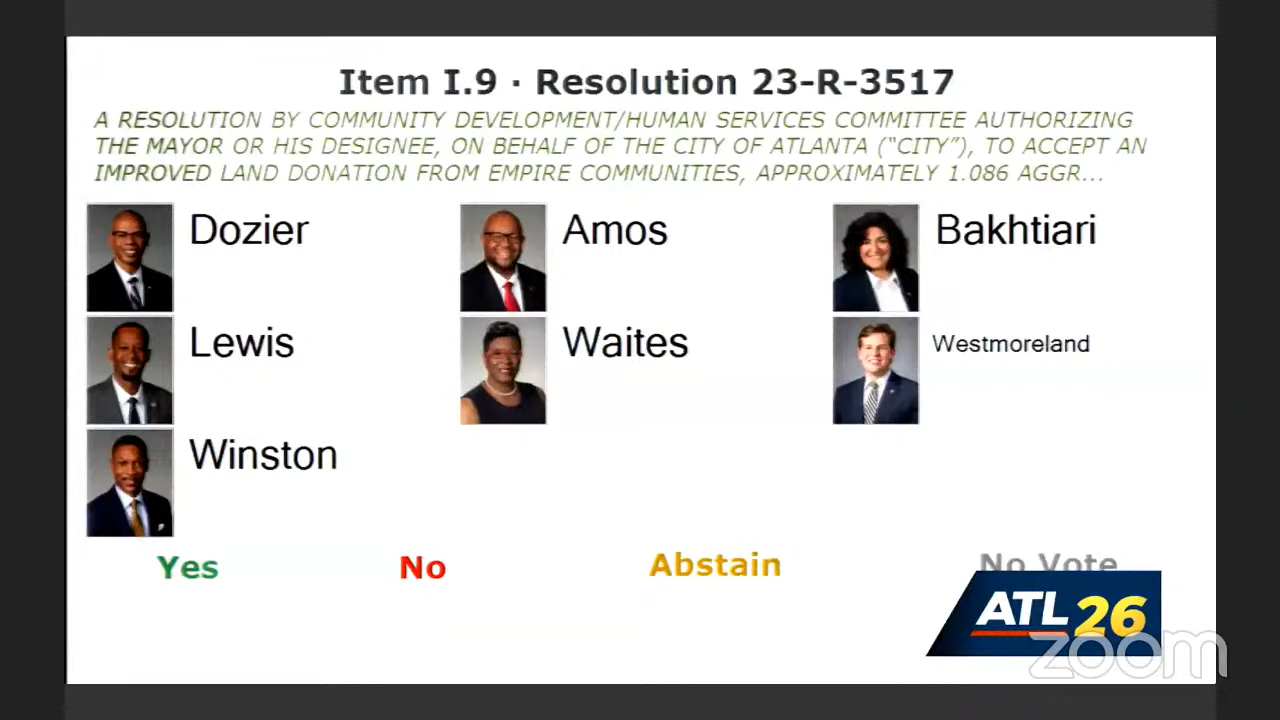 Item I.9 · Resolution 23-R-3517
A RESOLUTION BY COMMUNITY DEVELOPMENT/HUMAN SERVICES COMMITTEE AUTHORIZING
THE MAYOR OR HIS DESIGNEE, ON BEHALF OF THE CITY OF ATLANTA (“CITY”), TO ACCEPT AN
IMPROVED LAND DONATION FROM EMPIRE COMMUNITIES, APPROXIMATELY 1.086 AGGR...
Dozier Amos Bakhtiari
Lewis Waites Westmoreland
Winston
Yes No Abstain No Vote
ATL 26
zoom